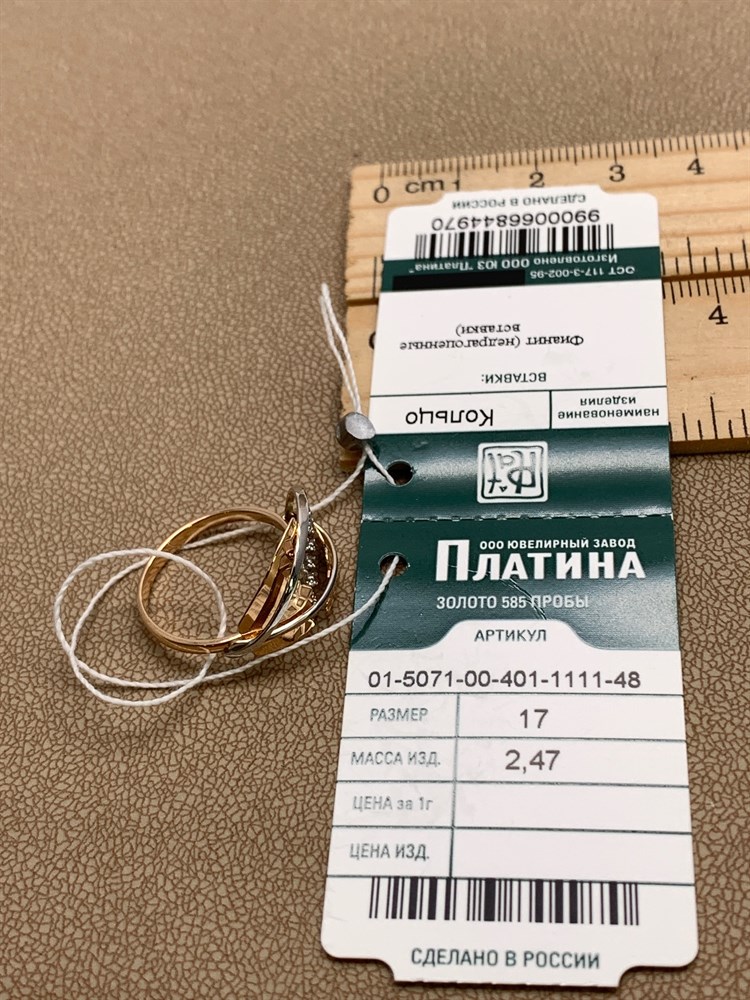 0 cm 1 2 3 4
4
СДЕЛАНО В РОССИИ
9900066844970
Изготовлено ООО ЮЗ "Платина"
ОСТ 117-3-002-95
Фианит (недрагоценные
вставки)
ВСТАВКИ:
наименование
изделия
Кольцо
ООО ЮВЕЛИРНЫЙ ЗАВОД
ПЛАТИНА
ЗОЛОТО 585 ПРОБЫ
АРТИКУЛ
01-5071-00-401-1111-48
РАЗМЕР 17
МАССА ИЗД. 2,47
ЦЕНА за 1г
ЦЕНА ИЗД.
СДЕЛАНО В РОССИИ